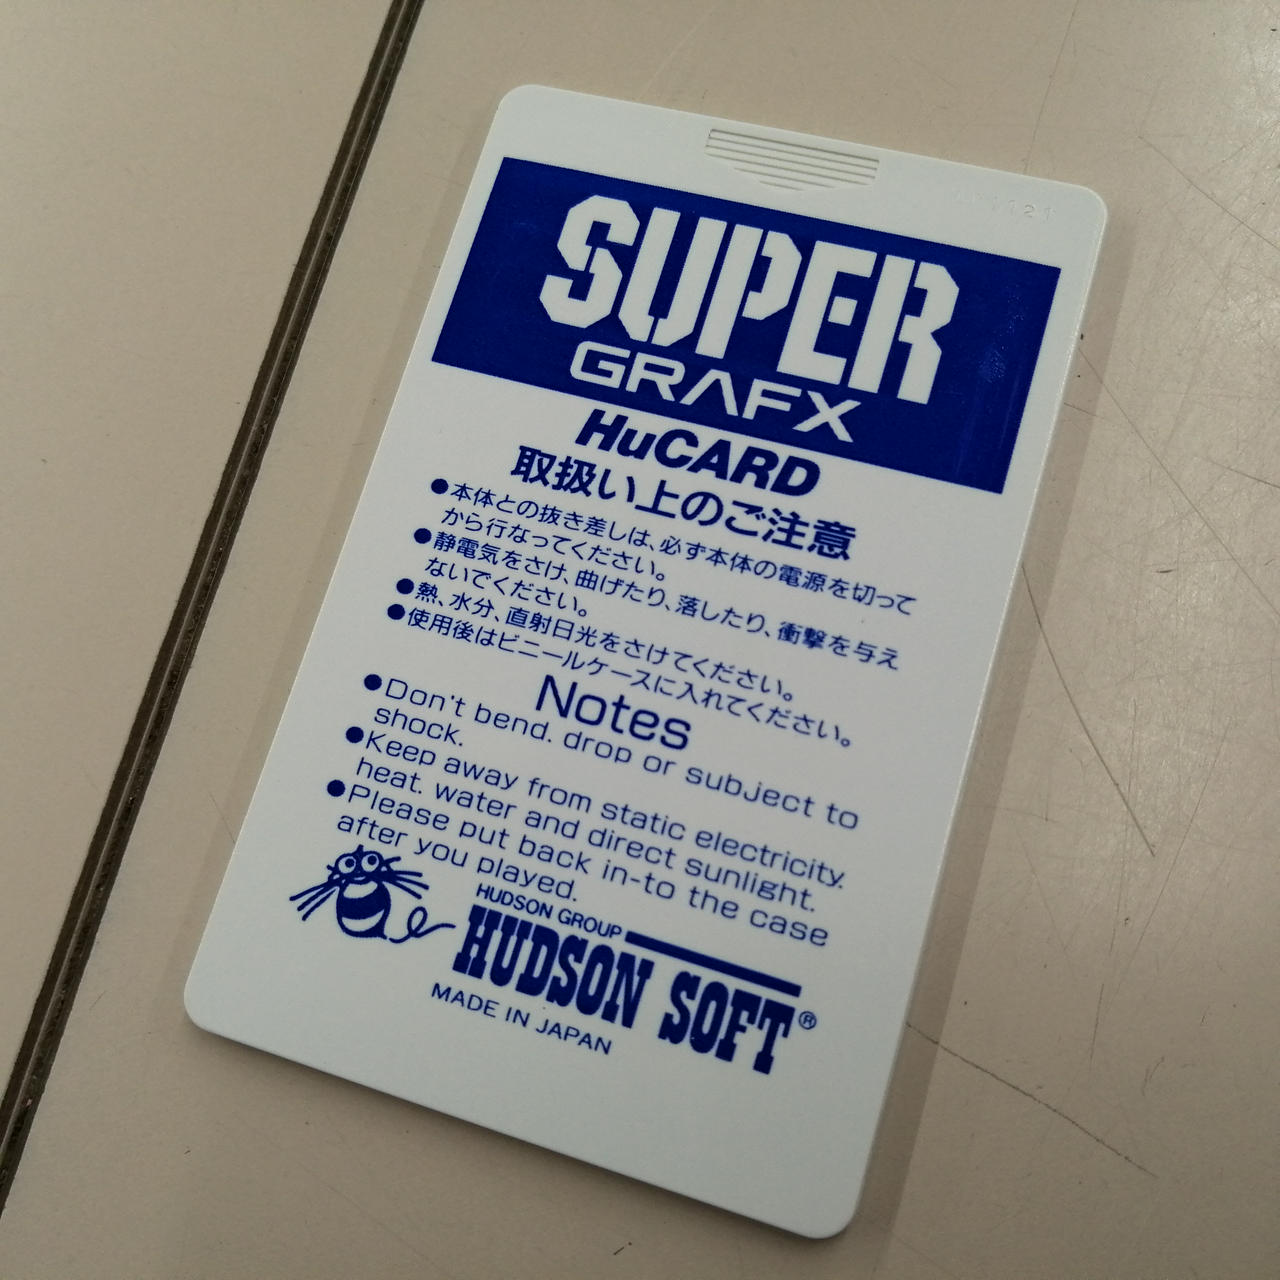 SUPER
GRAFX
HuCARD
取扱い上のご注意
●本体との抜き差しは、必ず本体の電源を切って
から行なってください。
●静電気をさけ、曲げたり、落したり、衝撃を与え
ないでください。
●熱、水分、直射日光をさけてください。
●使用後はビニールケースに入れてください。
Notes
●Don't bend. drop or subject to
shock.
●Keep away from static electricity.
heat. water and direct sunlight.
●Please put back in-to the case
after you played.
HUDSON GROUP
HUDSON SOFT®
MADE IN JAPAN